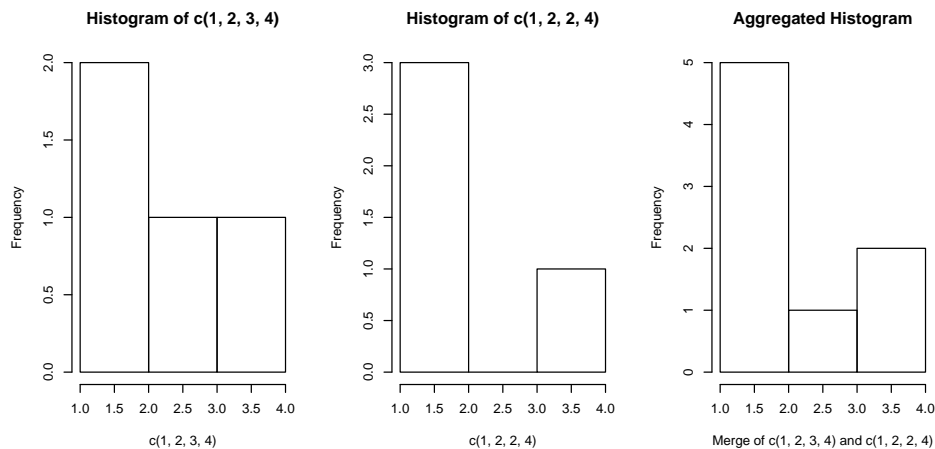 Histogram of c(1, 2, 3, 4)
Frequency
2.0
1.5
1.0
0.5
0.0
1.0 1.5 2.0 2.5 3.0 3.5 4.0
c(1, 2, 3, 4)
Histogram of c(1, 2, 2, 4)
Frequency
3.0
2.5
2.0
1.5
1.0
0.5
0.0
1.0 1.5 2.0 2.5 3.0 3.5 4.0
c(1, 2, 2, 4)
Aggregated Histogram
Frequency
5
4
3
2
1
0
1.0 1.5 2.0 2.5 3.0 3.5 4.0
Merge of c(1, 2, 3, 4) and c(1, 2, 2, 4)